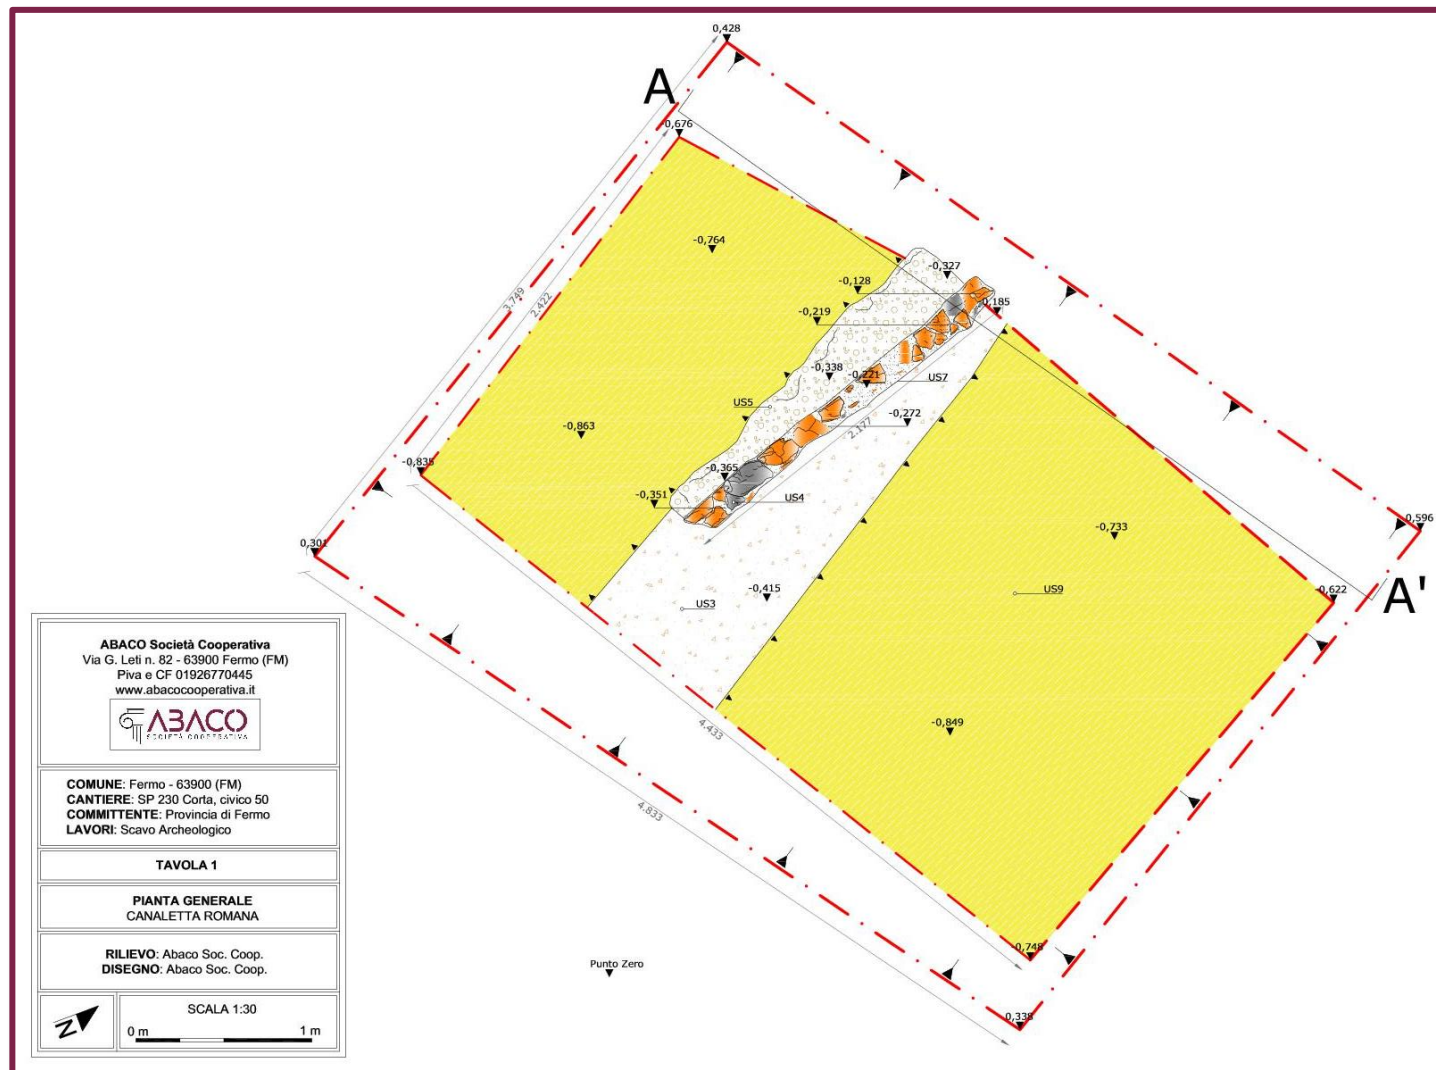 0,428
A
-0,676
-0,764
-0,327
-0,128
0,185
-0,219
3.749
2.422
-0,338
-0,221
US7
US5
-0,272
2.177
-0,863
-0,835
-0,365
-0,351
US4
0,596
-0,733
0,301
-0,415
US9
-0,622
A'
US3
-0,849
4.433
4.833
-0,748
Punto Zero
0,338
ABACO Società Cooperativa
Via G. Leti n. 82 - 63900 Fermo (FM)
Piva e CF 01926770445
www.abacocooperativa.it
ABACO
SOCIETÀ COOPERATIVA
COMUNE: Fermo - 63900 (FM)
CANTIERE: SP 230 Corta, civico 50
COMMITTENTE: Provincia di Fermo
LAVORI: Scavo Archeologico
TAVOLA 1
PIANTA GENERALE
CANALETTA ROMANA
RILIEVO: Abaco Soc. Coop.
DISEGNO: Abaco Soc. Coop.
N
SCALA 1:30
0 m 1 m